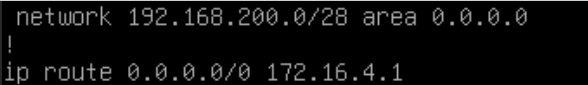 network 192.168.200.0/28 area 0.0.0.0
!
ip route 0.0.0.0/0 172.16.4.1